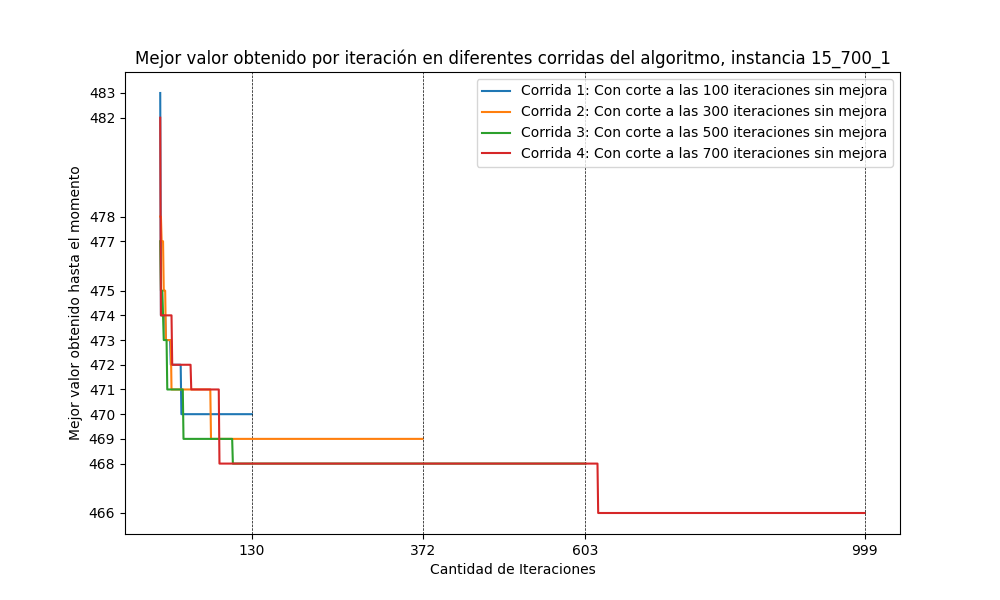 Mejor valor obtenido por iteración en diferentes corridas del algoritmo, instancia 15_700_1
Corrida 1: Con corte a las 100 iteraciones sin mejora
Corrida 2: Con corte a las 300 iteraciones sin mejora
Corrida 3: Con corte a las 500 iteraciones sin mejora
Corrida 4: Con corte a las 700 iteraciones sin mejora
Mejor valor obtenido hasta el momento
483
482
478
477
475
474
473
472
471
470
469
468
466
130 372 603 999
Cantidad de Iteraciones